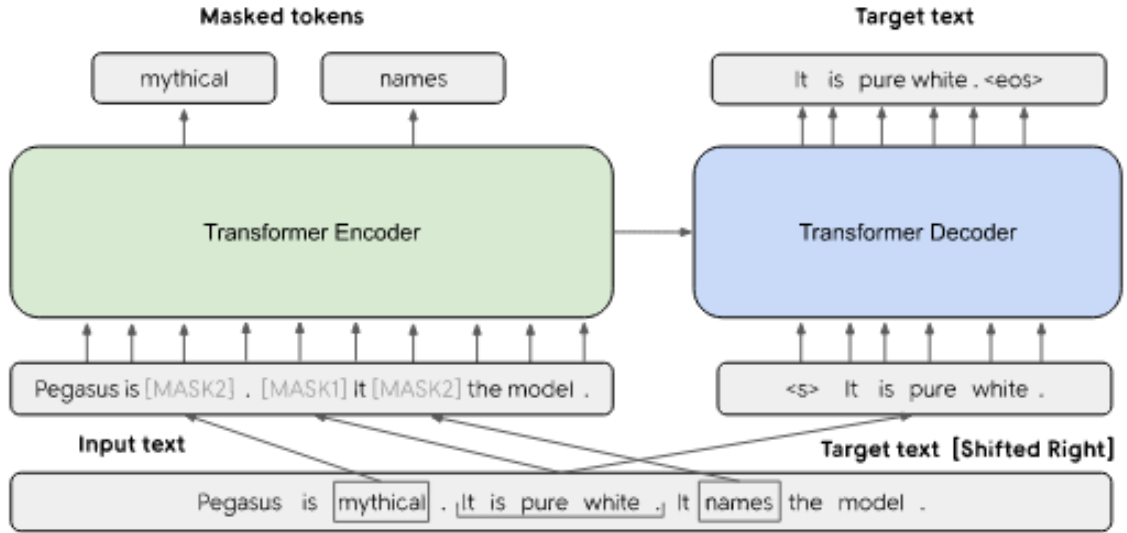 Masked tokens
Target text
mythical
names
It is pure white . <eos>
Transformer Encoder
Transformer Decoder
Pegasus is [MASK2] . [MASK1] It [MASK2] the model .
<s> It is pure white .
Input text
Target text [Shifted Right]
Pegasus is mythical . It is pure white . It names the model .